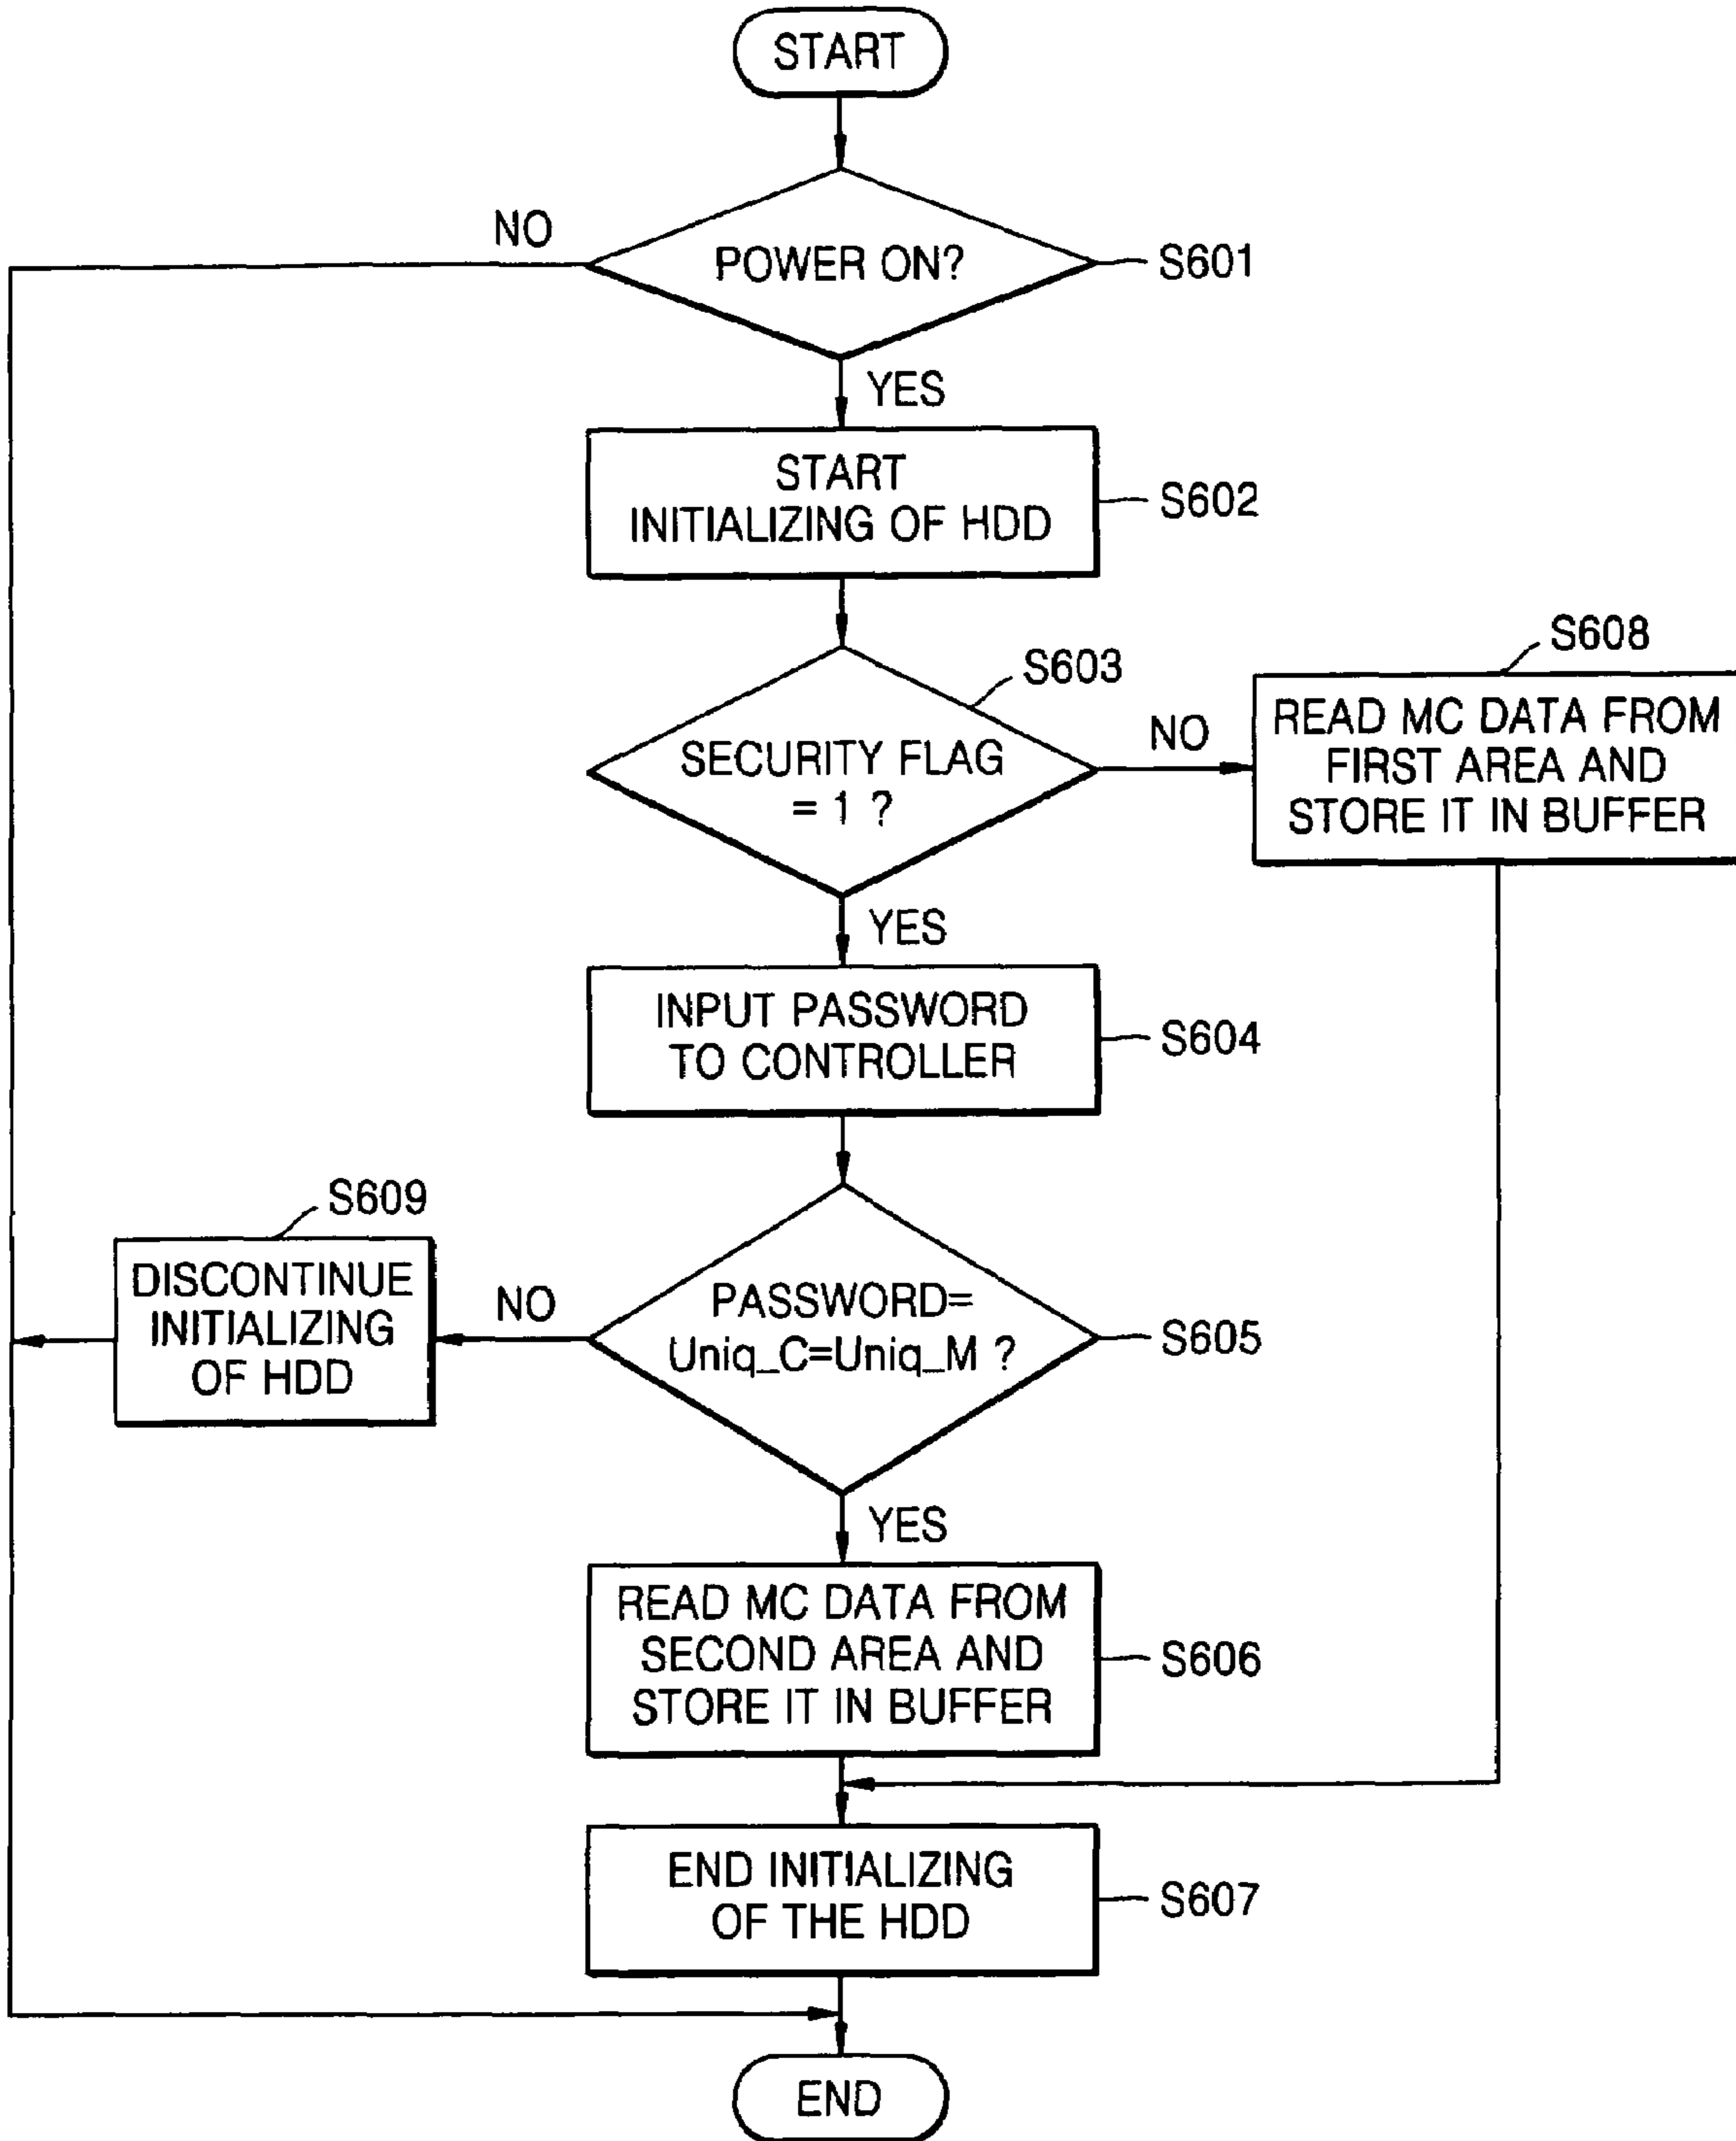 START
NO
POWER ON?
S601
YES
START
INITIALIZING OF HDD
S602
S603
S608
SECURITY FLAG
= 1 ?
NO
READ MC DATA FROM
FIRST AREA AND
STORE IT IN BUFFER
YES
INPUT PASSWORD
TO CONTROLLER
S604
S609
DISCONTINUE
INITIALIZING
OF HDD
NO
PASSWORD=
Uniq_C=Uniq_M ?
S605
YES
READ MC DATA FROM
SECOND AREA AND
STORE IT IN BUFFER
S606
END INITIALIZING
OF THE HDD
S607
END